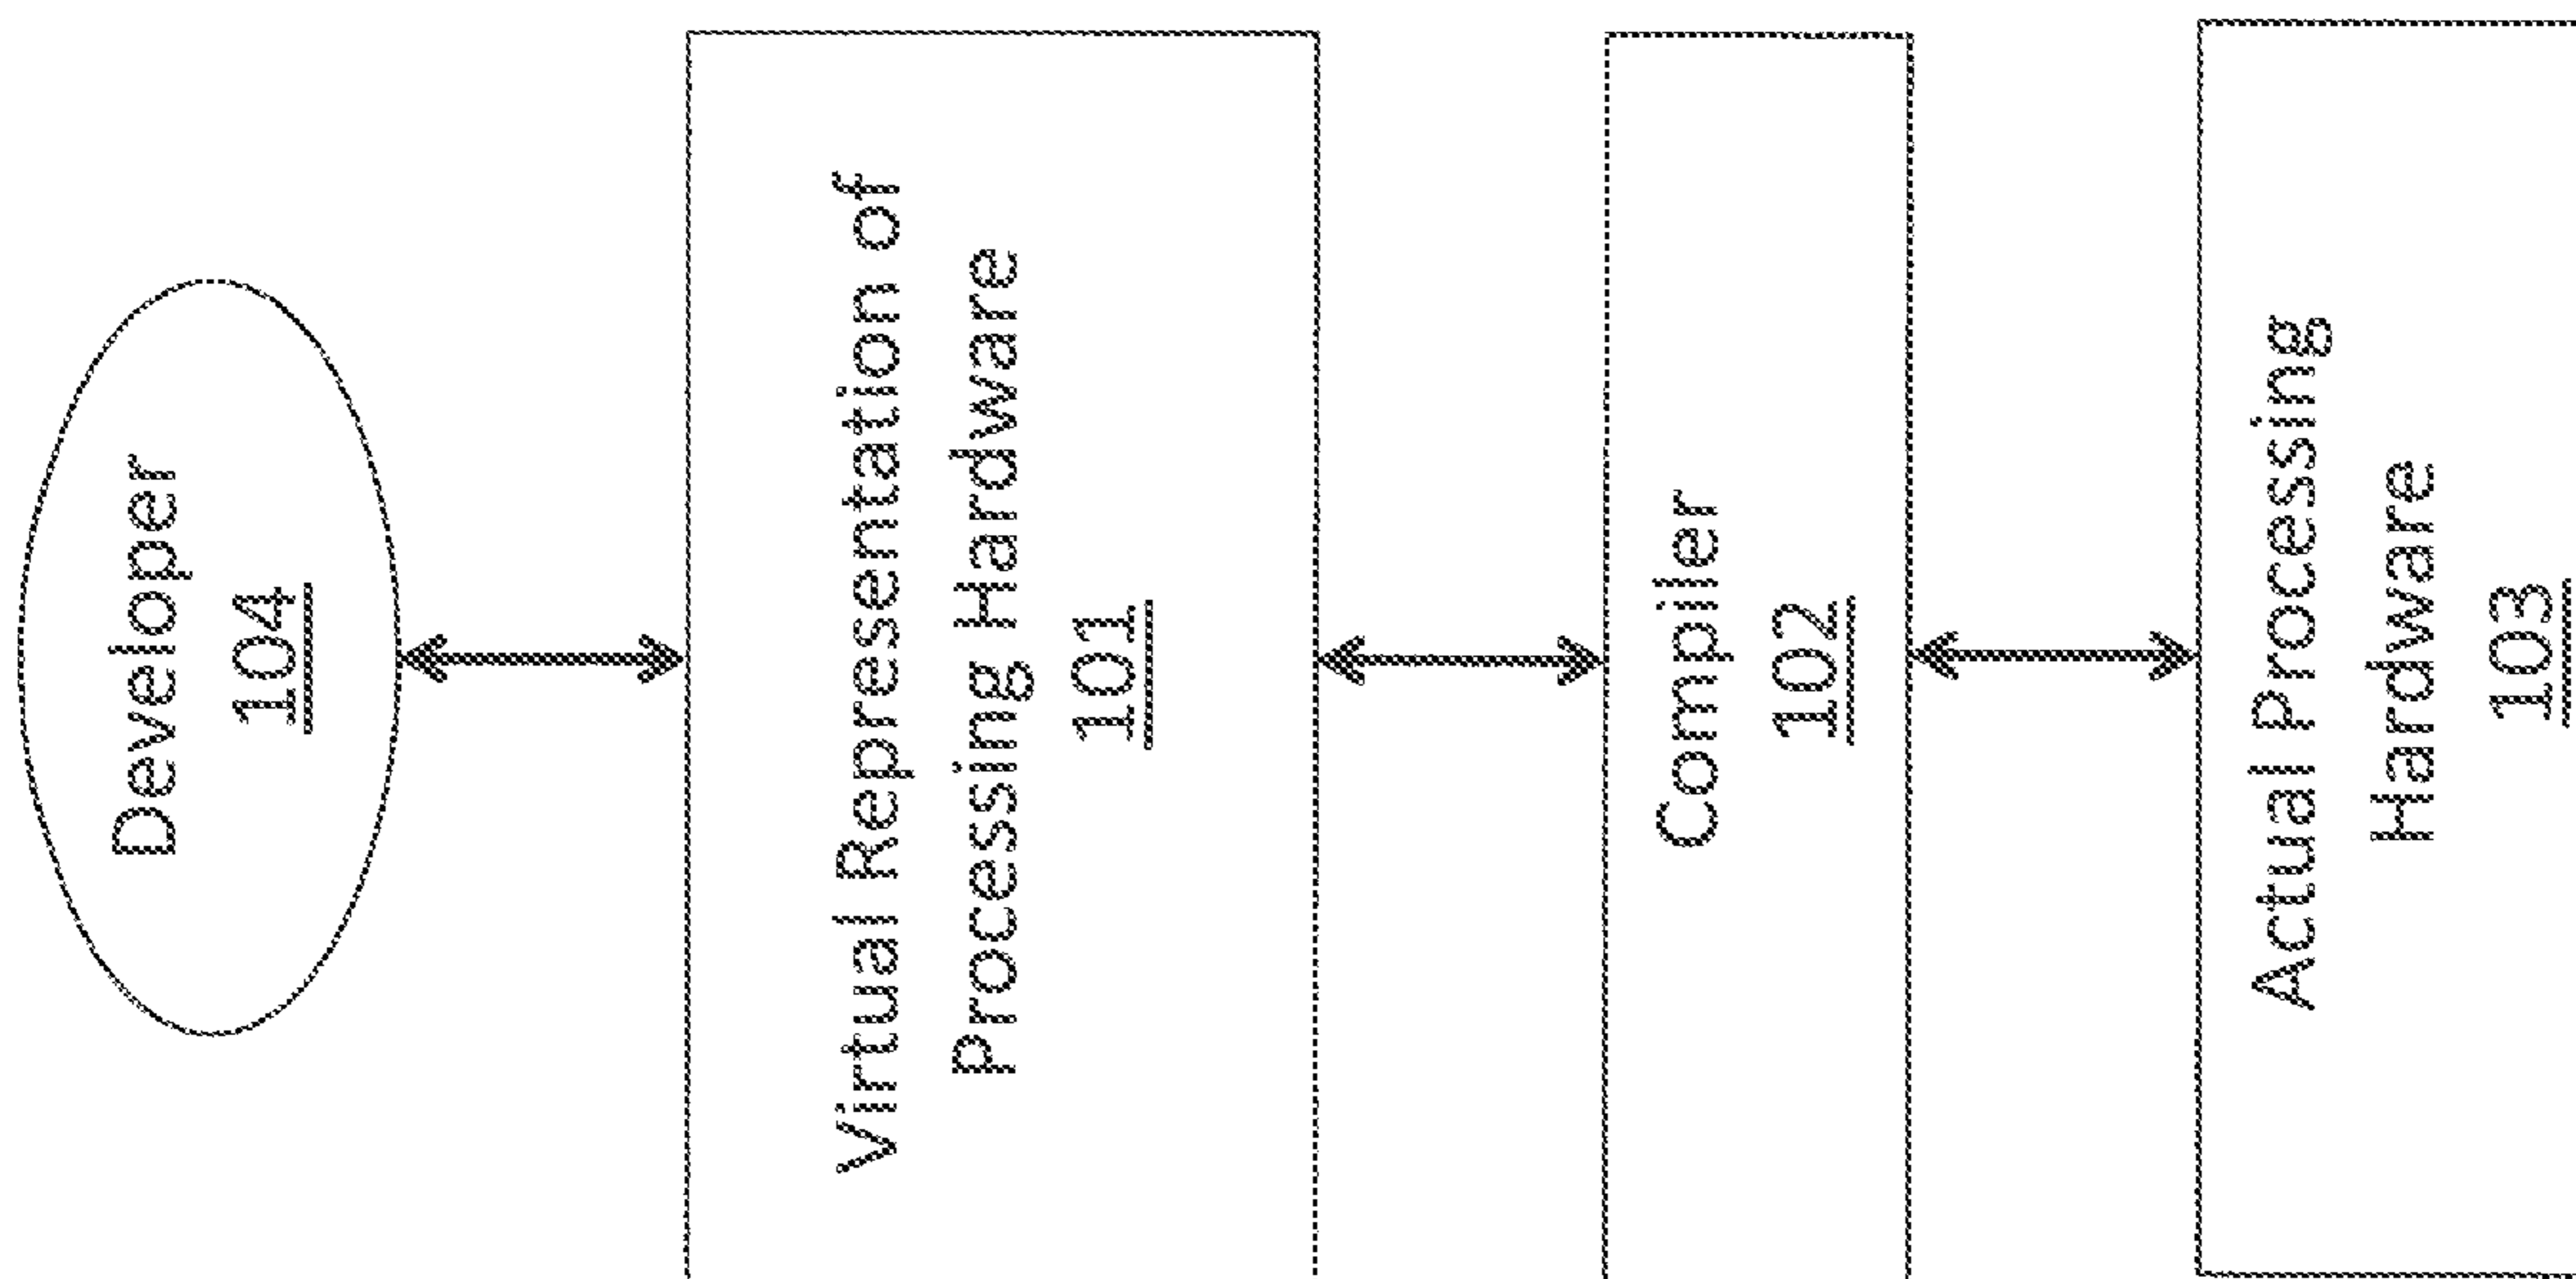 Developer
104
Virtual Representation of
Processing Hardware
101
Compiler
102
Actual Processing
Hardware
103